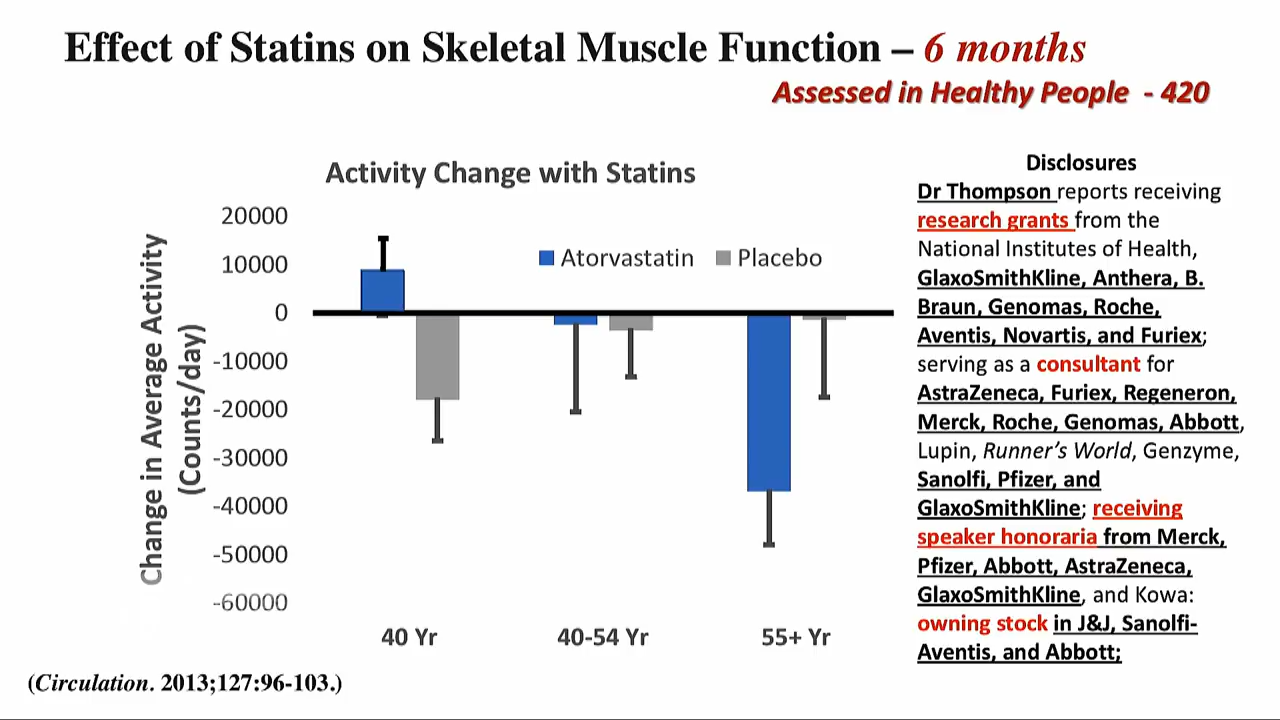 Effect of Statins on Skeletal Muscle Function – 6 months
Assessed in Healthy People - 420
Activity Change with Statins
Change in Average Activity
(Counts/day)
20000
10000
0
-10000
-20000
-30000
-40000
-50000
-60000
Atorvastatin
Placebo
40 Yr
40-54 Yr
55+ Yr
Disclosures
Dr Thompson reports receiving
research grants from the
National Institutes of Health,
GlaxoSmithKline, Anthera, B.
Braun, Genomas, Roche,
Aventis, Novartis, and Furiex;
serving as a consultant for
AstraZeneca, Furiex, Regeneron,
Merck, Roche, Genomas, Abbott,
Lupin, Runner's World, Genzyme,
Sanolfi, Pfizer, and
GlaxoSmithKline; receiving
speaker honoraria from Merck,
Pfizer, Abbott, AstraZeneca,
GlaxoSmithKline, and Kowa:
owning stock in J&J, Sanolfi-
Aventis, and Abbott;
(Circulation. 2013;127:96-103.)